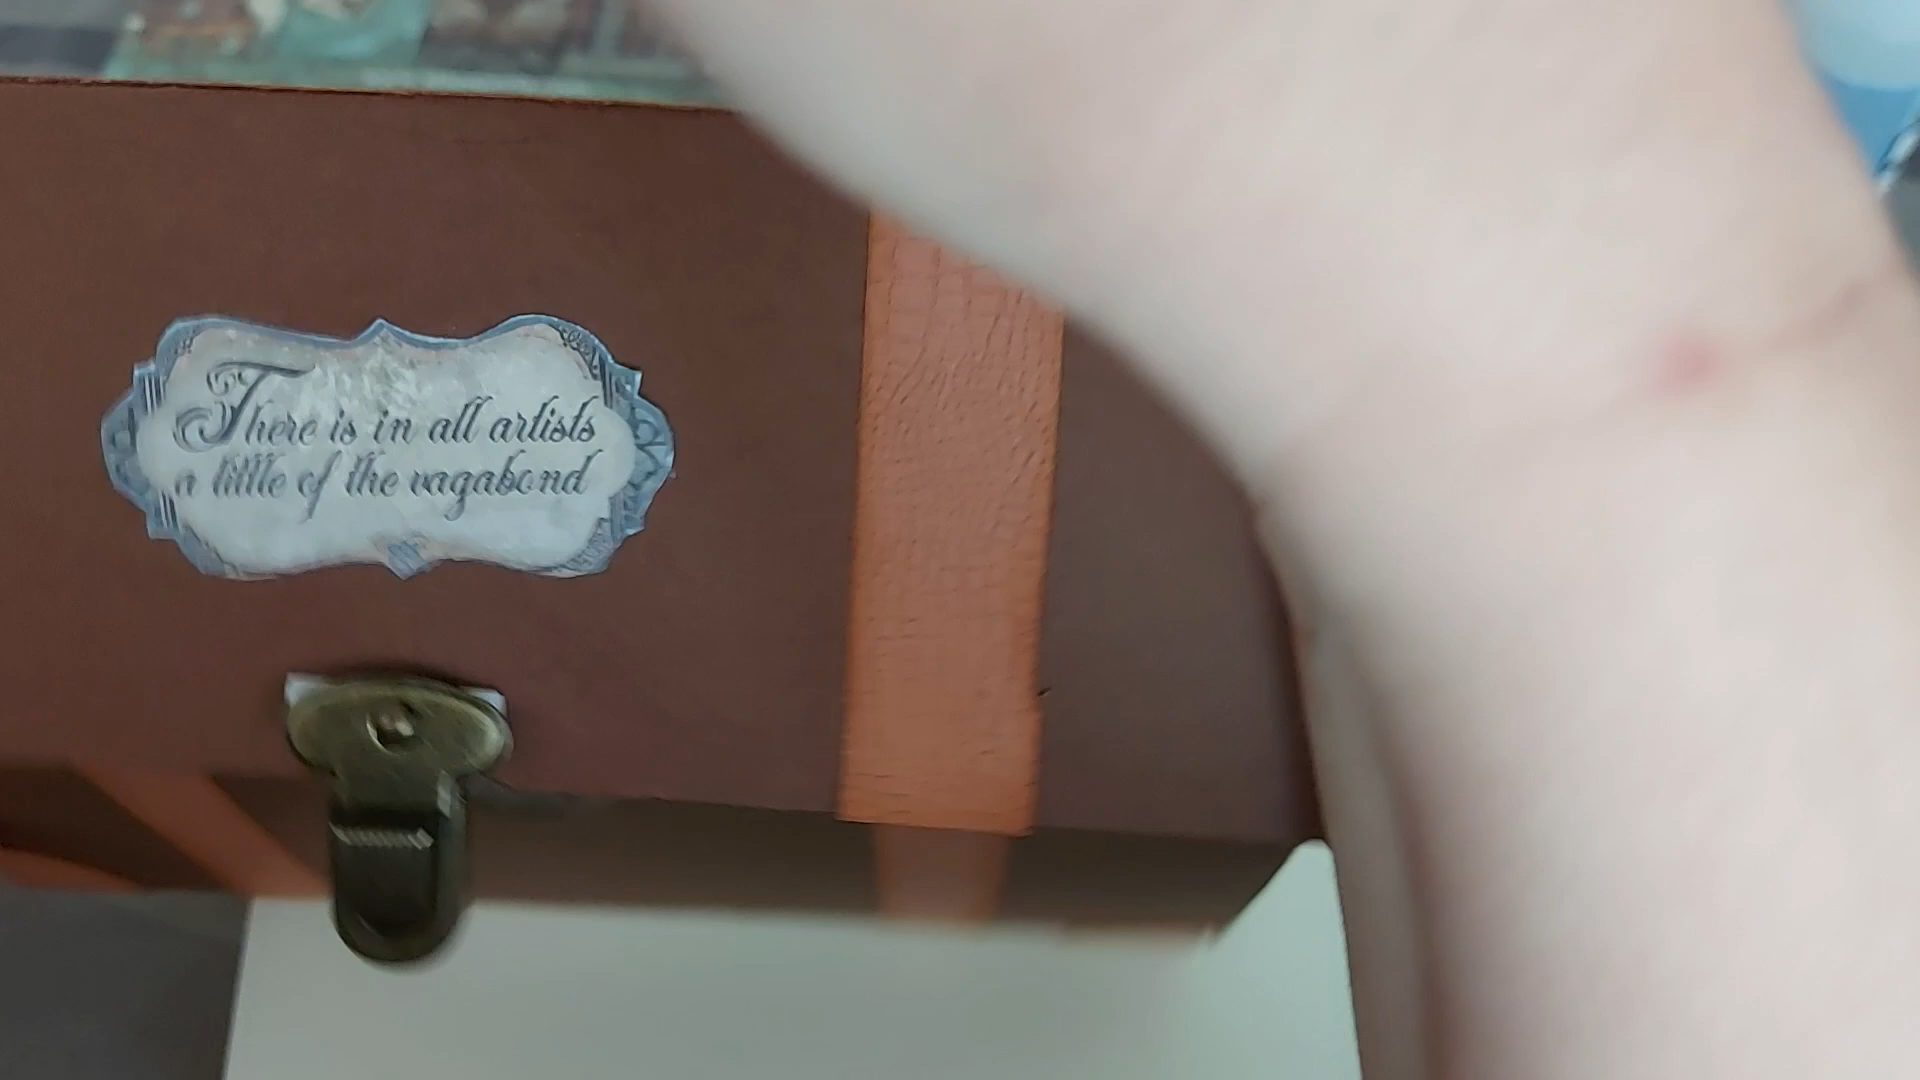 There is in all artists
a little of the vagabond